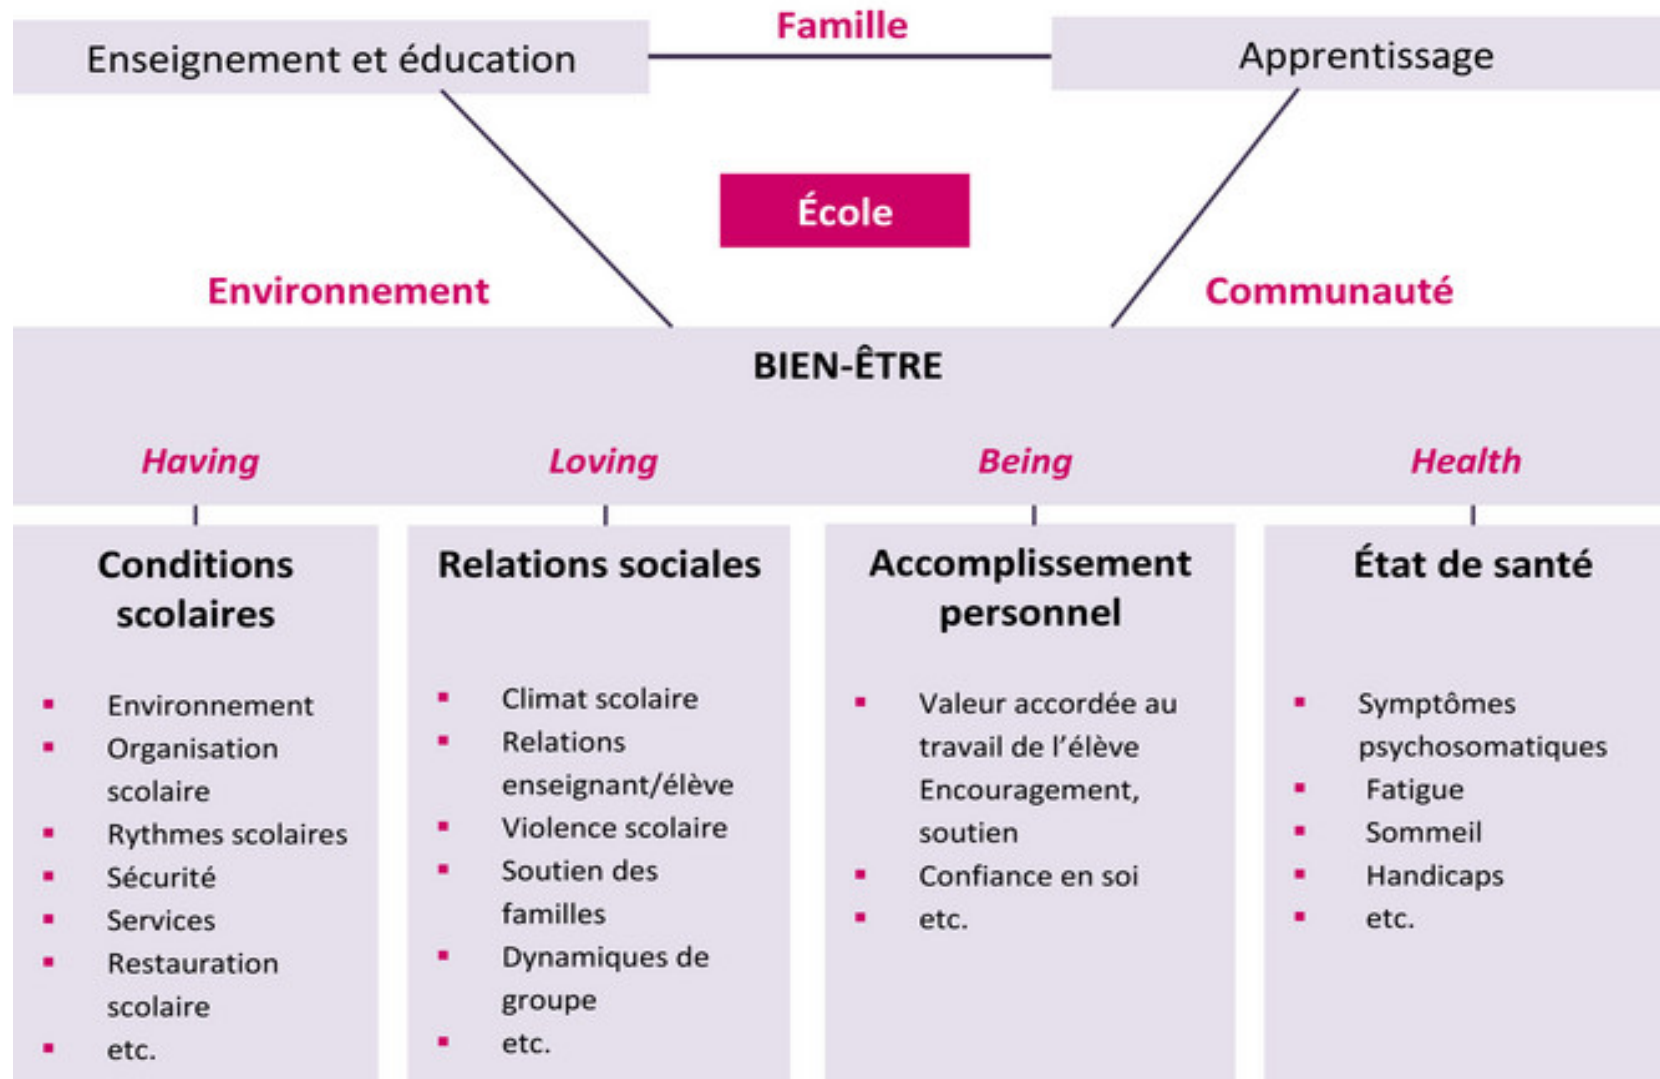 Famille
Enseignement et éducation
Apprentissage
École
Environnement
Communauté
BIEN-ÊTRE
Having
Loving
Being
Health
Conditions
scolaires
▪ Environnement
▪ Organisation
scolaire
▪ Rythmes scolaires
▪ Sécurité
▪ Services
▪ Restauration
scolaire
▪ etc.
Relations sociales
▪ Climat scolaire
▪ Relations
enseignant/élève
▪ Violence scolaire
▪ Soutien des
familles
▪ Dynamiques de
groupe
▪ etc.
Accomplissement
personnel
▪ Valeur accordée au
travail de l'élève
Encouragement,
soutien
▪ Confiance en soi
▪ etc.
État de santé
▪ Symptômes
psychosomatiques
▪ Fatigue
▪ Sommeil
▪ Handicaps
▪ etc.